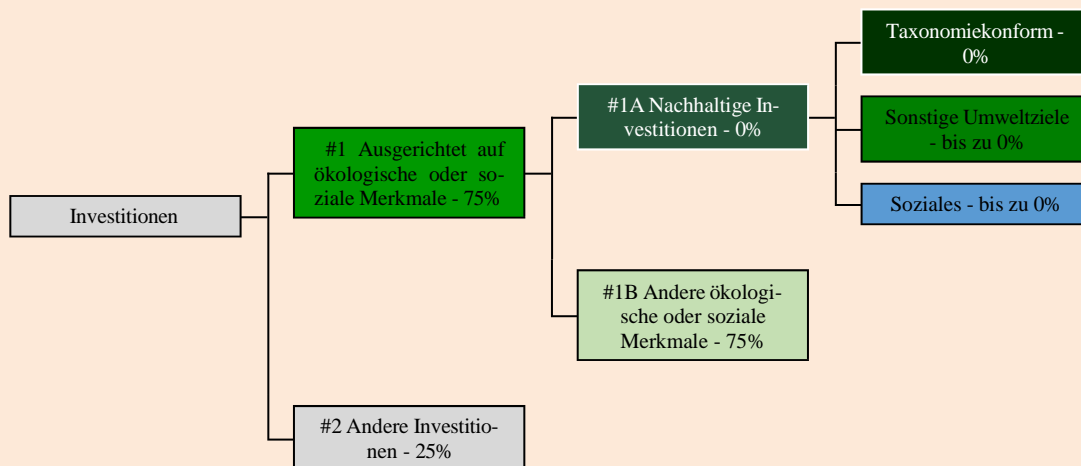 Investitionen
#1 Ausgerichtet auf
ökologische oder so-
ziale Merkmale - 75%
#2 Andere Investitio-
nen - 25%
#1A Nachhaltige In-
vestitionen - 0%
#1B Andere ökologi-
sche oder soziale
Merkmale - 75%
Taxonomiekonform -
0%
Sonstige Umweltziele
- bis zu 0%
Soziales - bis zu 0%